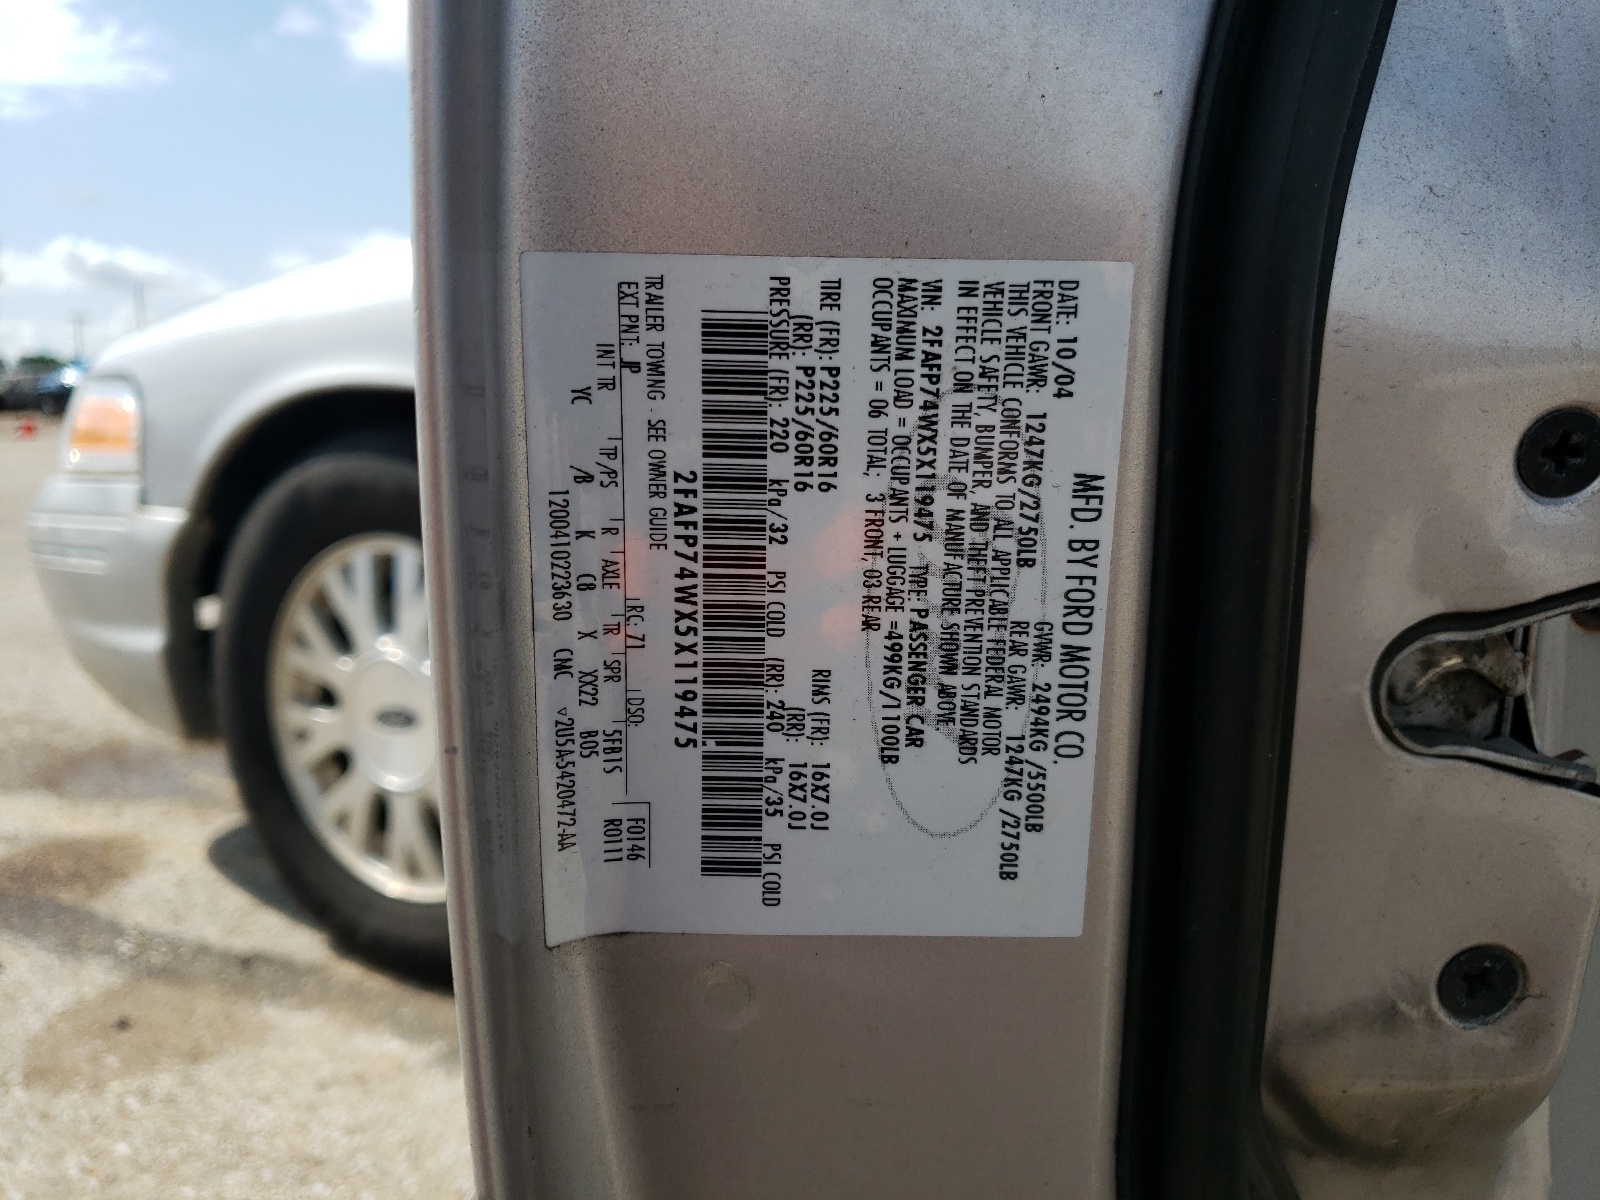 MFD. BY FORD MOTOR CO.
DATE: 10/04 GVWR: 2494KG /5500LB
FRONT GAWR: 1247KG/2750LB REAR GAWR: 1247KG /2750LB
THIS VEHICLE CONFORMS TO ALL APPLICABLE FEDERAL MOTOR
VEHICLE SAFETY, BUMPER, AND THEFT PREVENTION STANDARDS
IN EFFECT ON THE DATE OF MANUFACTURE SHOWN ABOVE.
VIN: 2FAFP74WX5X119475 TYPE: PASSENGER CAR
MAXIMUM LOAD = OCCUPANTS + LUGGAGE =499KG/1100LB
OCCUPANTS = 06 TOTAL; 3 FRONT, 03 REAR
TIRE (FR): P225/60R16 RIMS (FR): 16X7.0J
(RR): P225/60R16 (RR): 16X7.0J
PRESSURE (FR): 220 kPa/32 PSI COLD (RR): 240 kPa/35 PSI COLD
2FAFP74WX5X119475
TRAILER TOWING - SEE OWNER GUIDE
EXT PNT: JP RC: 71 DSO: F0146
INT TR TP/PS R AXLE TR SPR 5FB1S R0111
YC /B K C8 X XX22 B05
12004102236​30 CMC ▽2U5A-5420472-AA